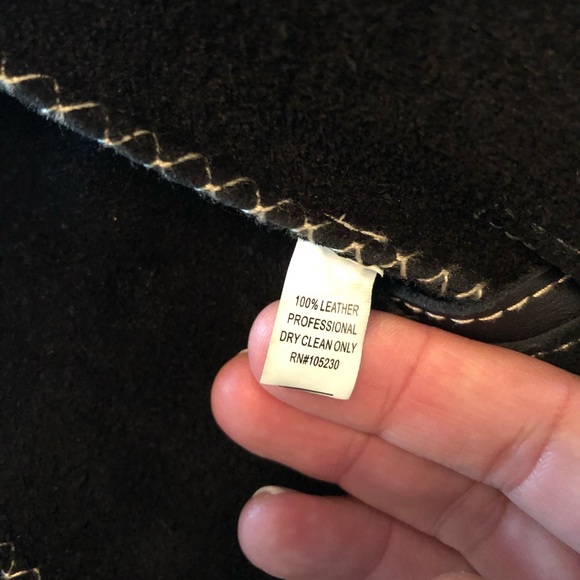 100% LEATHER
PROFESSIONAL
DRY CLEAN ONLY
RN#105230